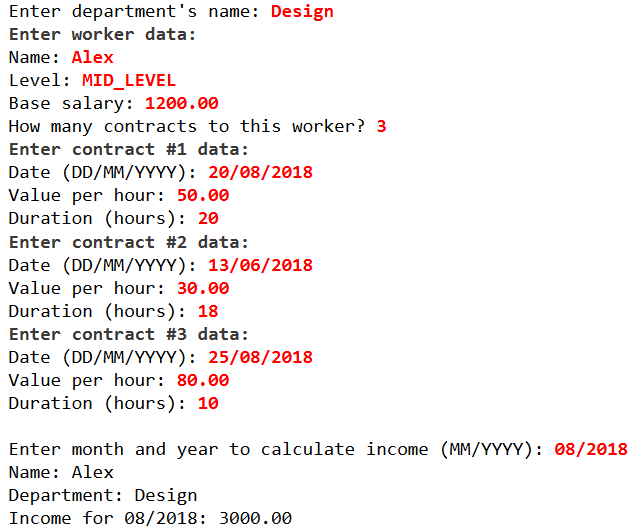 Enter department's name: Design
Enter worker data:
Name: Alex
Level: MID_LEVEL
Base salary: 1200.00
How many contracts to this worker? 3
Enter contract #1 data:
Date (DD/MM/YYYY): 20/08/2018
Value per hour: 50.00
Duration (hours): 20
Enter contract #2 data:
Date (DD/MM/YYYY): 13/06/2018
Value per hour: 30.00
Duration (hours): 18
Enter contract #3 data:
Date (DD/MM/YYYY): 25/08/2018
Value per hour: 80.00
Duration (hours): 10
Enter month and year to calculate income (MM/YYYY): 08/2018
Name: Alex
Department: Design
Income for 08/2018: 3000.00